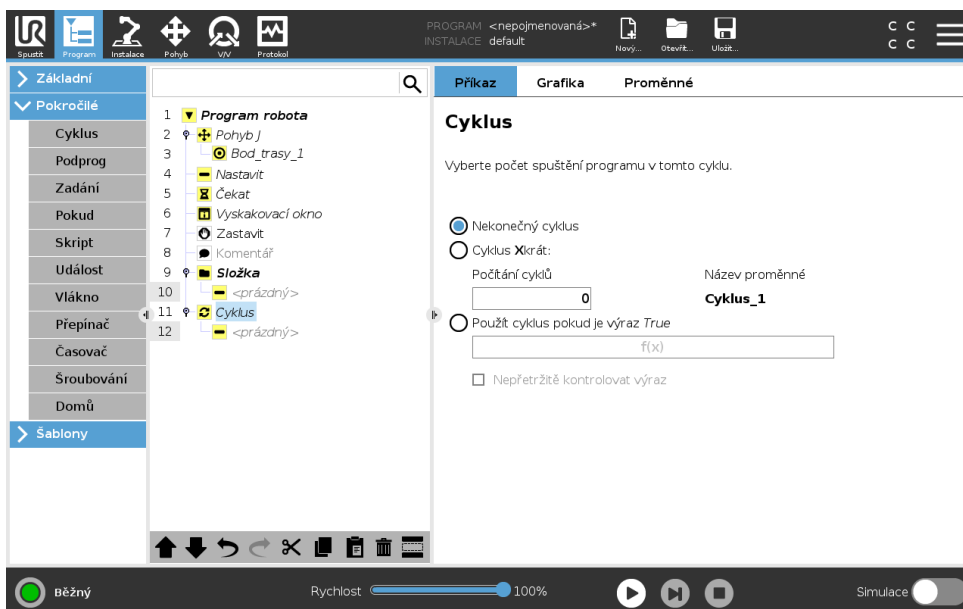 PROGRAM <nepojmenovaná>*
INSTALACE default
Spustit Program Instalace Pohyb V/V Protokol Nový... Otevřít... Uložit...
C C
C C
Základní
Pokročilé
Cyklus
Podprog
Zadání
Pokud
Skript
Událost
Vlákno
Přepínač
Časovač
Šroubování
Domů
Šablony
1 Program robota
2 Pohyb J
3 Bod_trasy_1
4 Nastavit
5 Čekat
6 Vyskakovací okno
7 Zastavit
8 Komentář
9 Složka
10 <prázdný>
11 Cyklus
12 <prázdný>
Příkaz Grafika Proměnné
Cyklus
Vyberte počet spuštění programu v tomto cyklu.
Nekonečný cyklus
Cyklus Xkrát:
Počítání cyklů Název proměnné
0 Cyklus_1
Použít cyklus pokud je výraz True
f(x)
Nepřetržitě kontrolovat výraz
Běžný Rychlost 100% Simulace